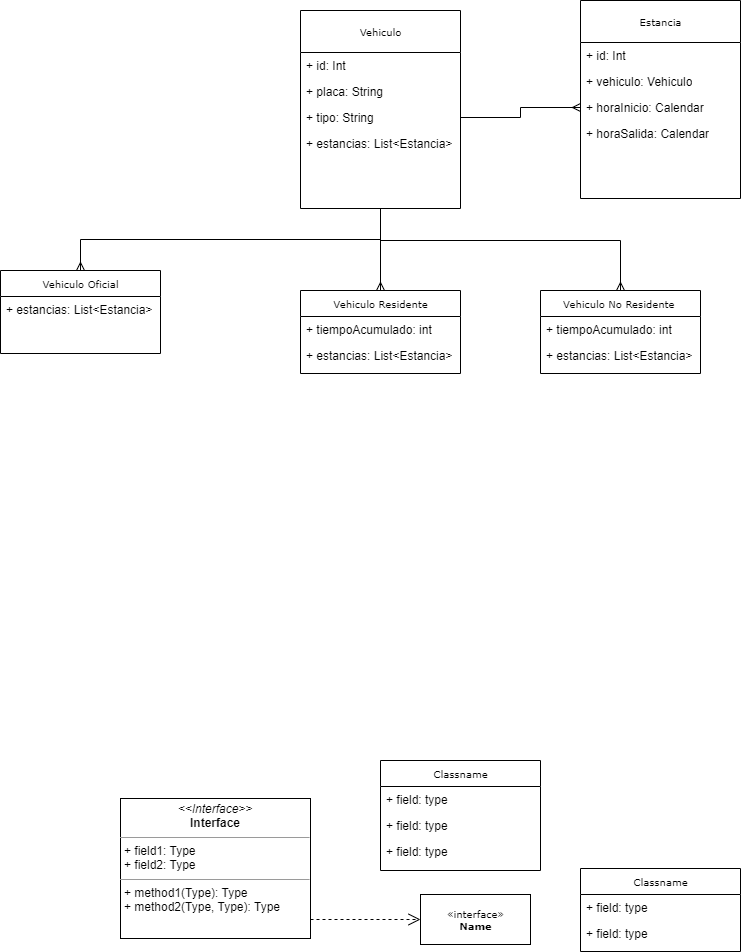 Vehiculo
+ id: Int
+ placa: String
+ tipo: String
+ estancias: List<Estancia>
Estancia
+ id: Int
+ vehiculo: Vehiculo
+ horaInicio: Calendar
+ horaSalida: Calendar
Vehiculo Oficial
+ estancias: List<Estancia>
Vehiculo Residente
+ tiempoAcumulado: int
+ estancias: List<Estancia>
Vehiculo No Residente
+ tiempoAcumulado: int
+ estancias: List<Estancia>
<<Interface>>
Interface
+ field1: Type
+ field2: Type
+ method1(Type): Type
+ method2(Type, Type): Type
Classname
+ field: type
+ field: type
+ field: type
«interface»
Name
Classname
+ field: type
+ field: type